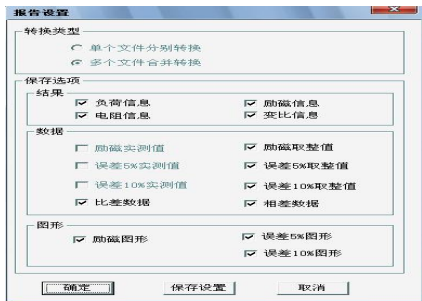 报告设置
转换类型
单个文件分别转换
多个文件合并转换
保存选项
结果
负荷信息 励磁信息
电阻信息 变比信息
数据
励磁实测值 励磁取整值
误差5%实测值 误差5%取整值
误差10%实测值 误差10%取整值
比差数据 相差数据
图形
励磁图形 误差5%图形
误差10%图形
确定 保存设置 取消